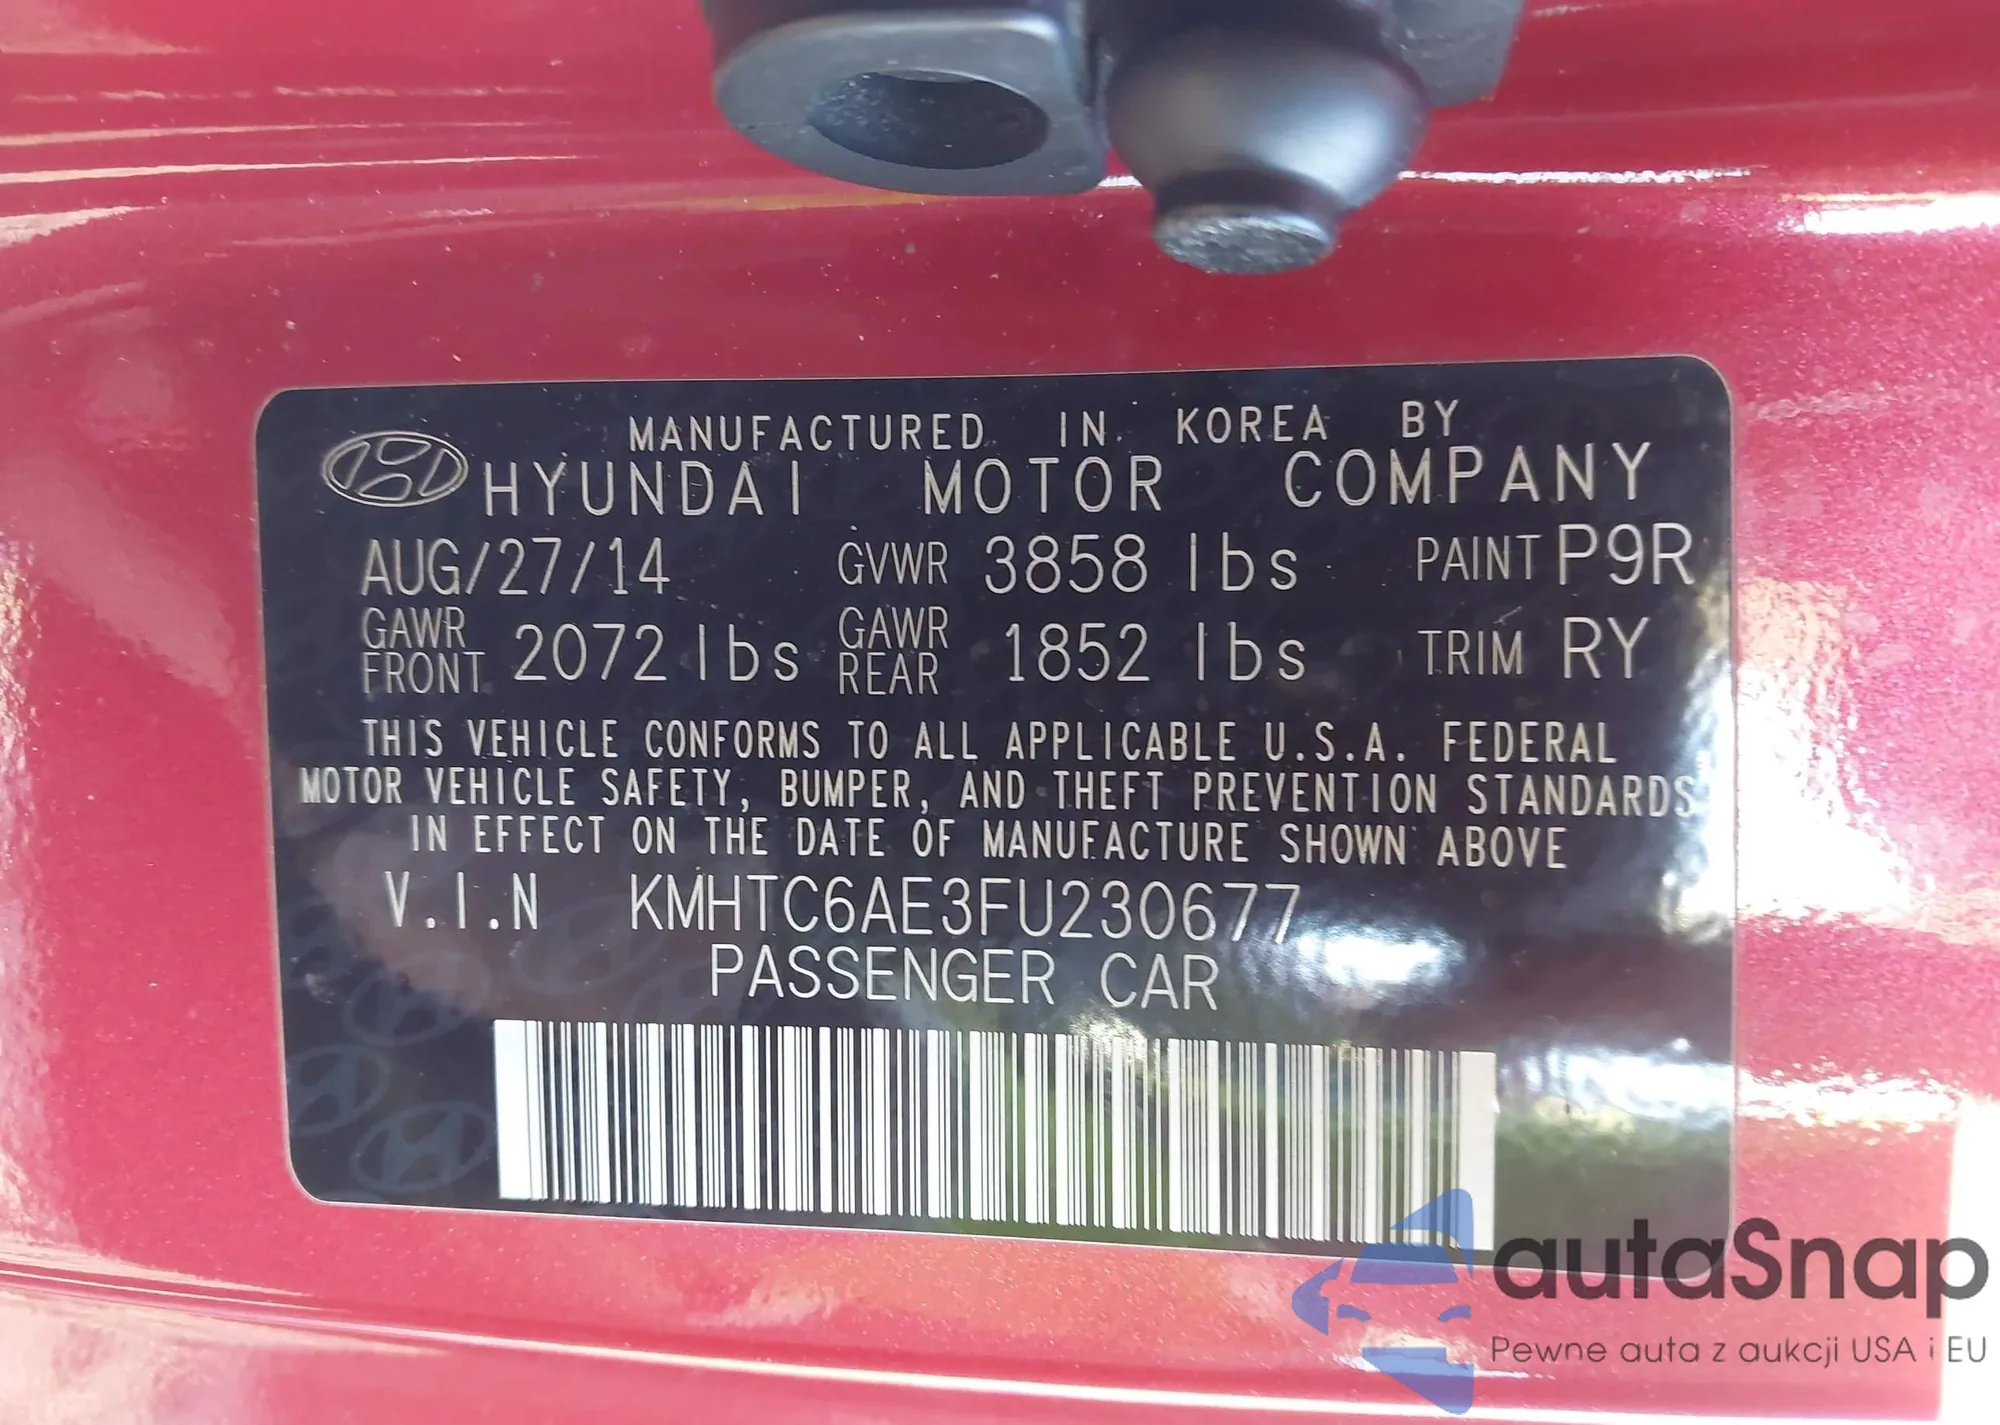 MANUFACTURED IN KOREA BY
HYUNDAI MOTOR COMPANY
AUG/27/14 GVWR 3858 lbs PAINT P9R
GAWR FRONT 2072 lbs GAWR REAR 1852 lbs TRIM RY
THIS VEHICLE CONFORMS TO ALL APPLICABLE U.S.A. FEDERAL
MOTOR VEHICLE SAFETY, BUMPER, AND THEFT PREVENTION STANDARDS
IN EFFECT ON THE DATE OF MANUFACTURE SHOWN ABOVE
V.I.N KMHTC6AE3FU230677
PASSENGER CAR
autaSnap
Pewne auta z aukcji USA i EU